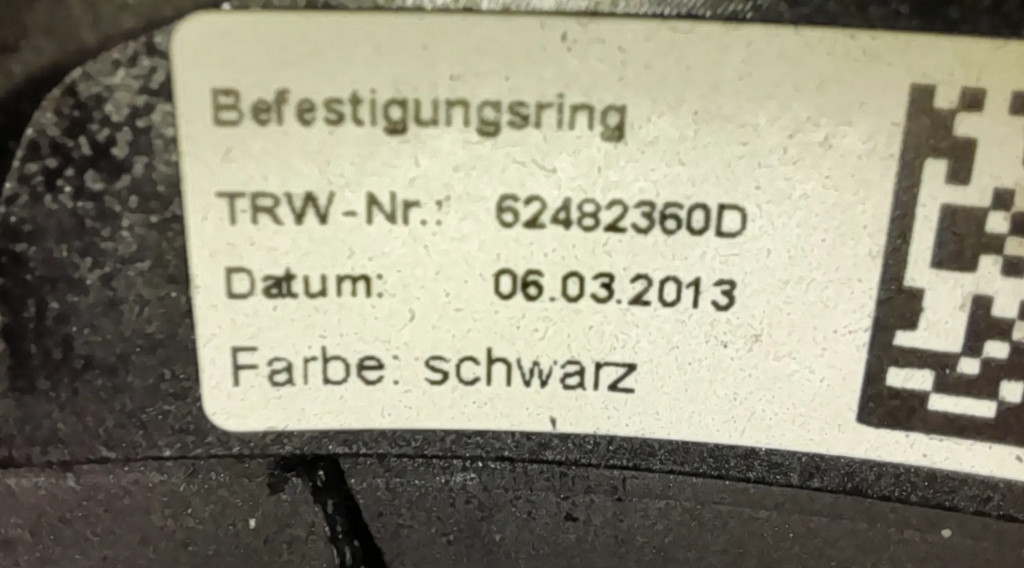 Befestigungsring
TRW-Nr.: 62482360D
Datum: 06.03.2013
Farbe: schwarz